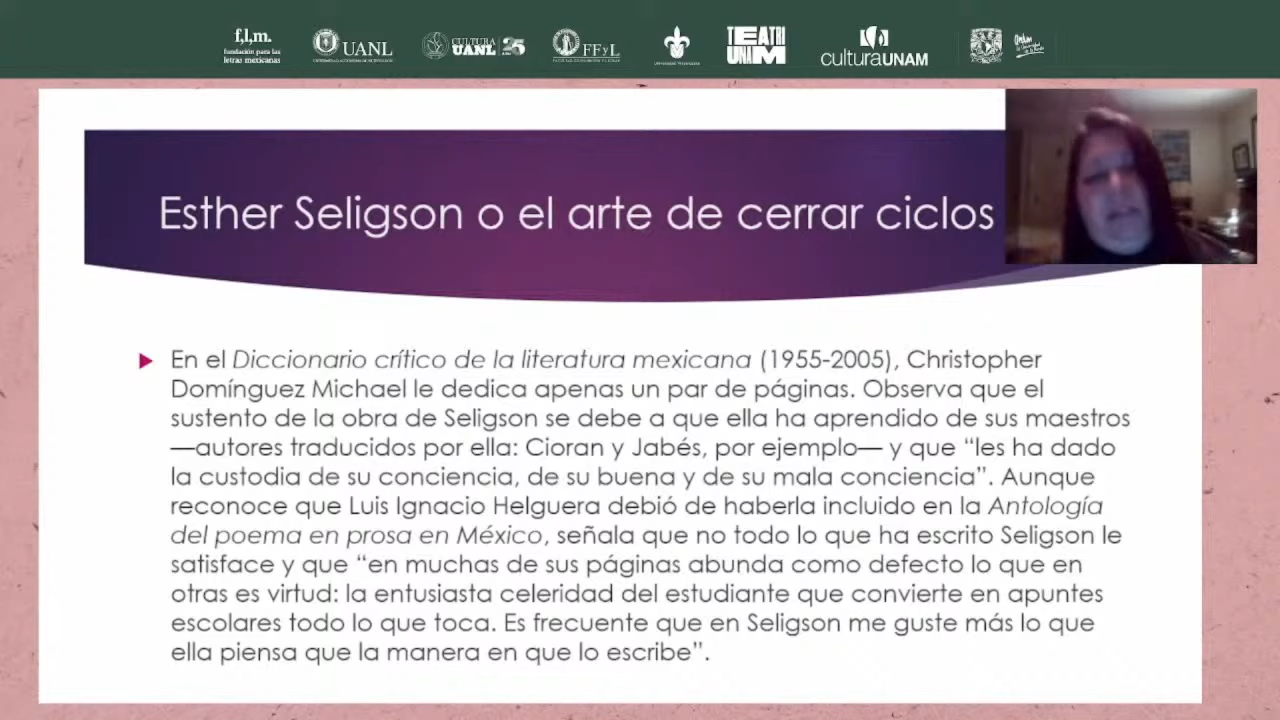 f,l,m.
fundación para las
letras mexicanas
UANL
CULTURA
UANL 25
FFyL
TEATRO
UNAM
culturaUNAM
Esther Seligson o el arte de cerrar ciclos
En el Diccionario crítico de la literatura mexicana (1955-2005), Christopher
Domínguez Michael le dedica apenas un par de páginas. Observa que el
sustento de la obra de Seligson se debe a que ella ha aprendido de sus maestros
—autores traducidos por ella: Cioran y Jabés, por ejemplo— y que “les ha dado
la custodia de su conciencia, de su buena y de su mala conciencia”. Aunque
reconoce que Luis Ignacio Helguera debió de haberla incluido en la Antología
del poema en prosa en México, señala que no todo lo que ha escrito Seligson le
satisface y que “en muchas de sus páginas abunda como defecto lo que en
otras es virtud: la entusiasta celeridad del estudiante que convierte en apuntes
escolares todo lo que toca. Es frecuente que en Seligson me guste más lo que
ella piensa que la manera en que lo escribe”.